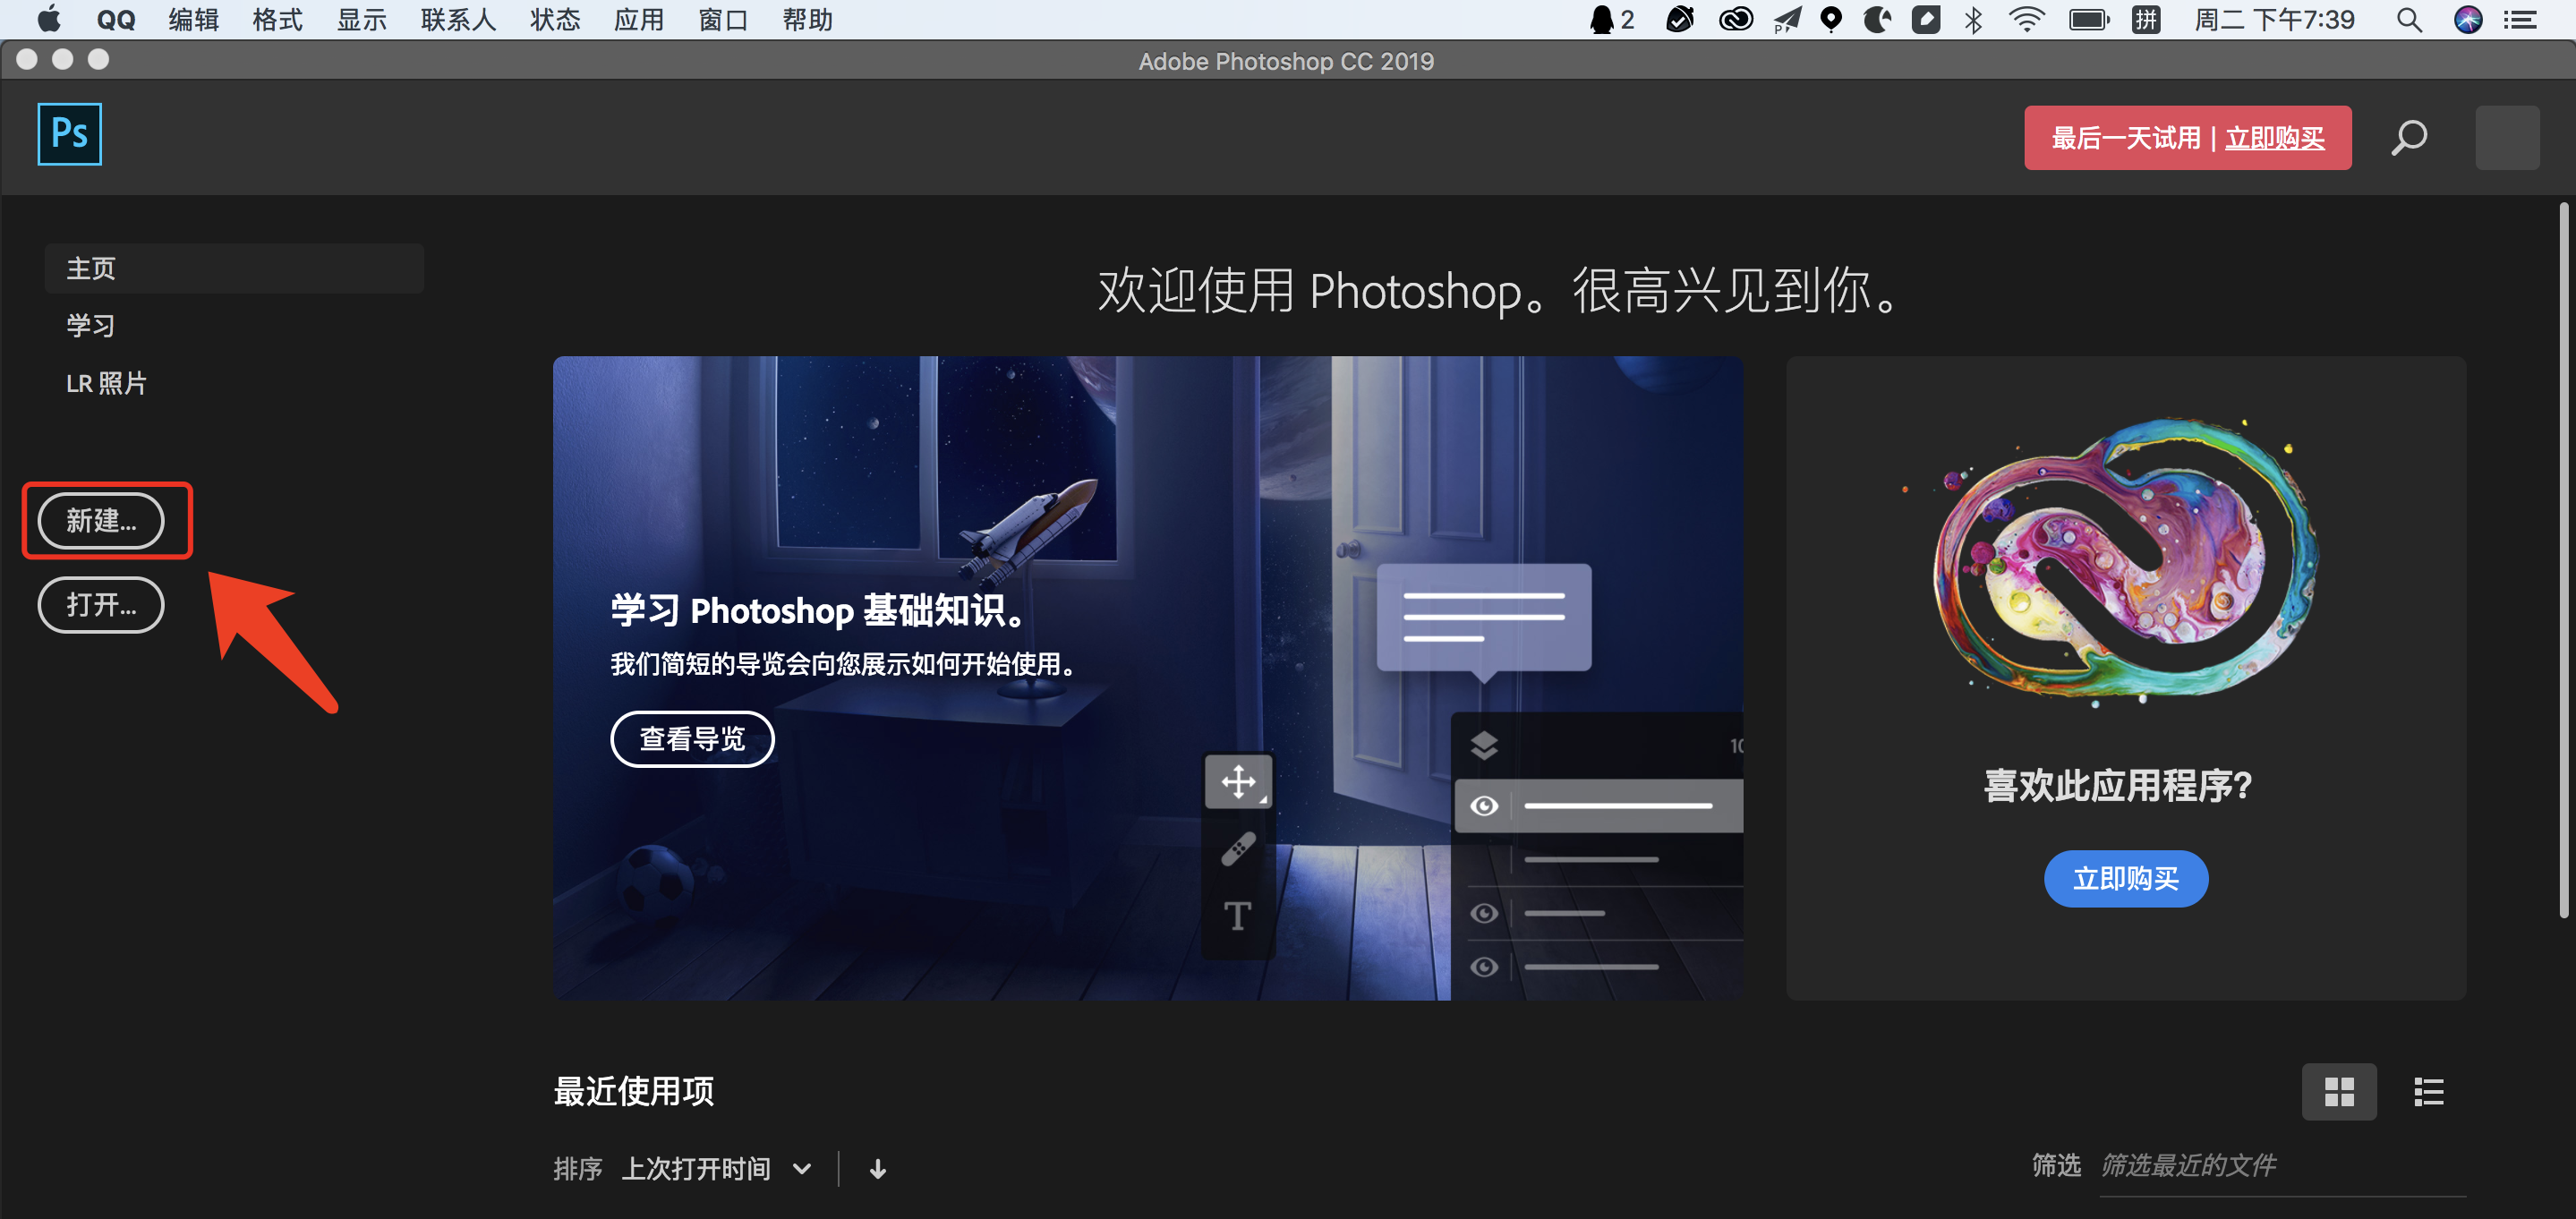 QQ 编辑 格式 显示 联系人 状态 应用 窗口 帮助 2 拼 周二 下午7:39
Adobe Photoshop CC 2019
Ps
最后一天试用 | 立即购买
主页
学习
LR 照片
新建...
打开...
欢迎使用 Photoshop。很高兴见到你。
学习 Photoshop 基础知识。
我们简短的导览会向您展示如何开始使用。
查看导览
10
T
喜欢此应用程序?
立即购买
最近使用项
排序 上次打开时间
筛选 筛选最近的文件